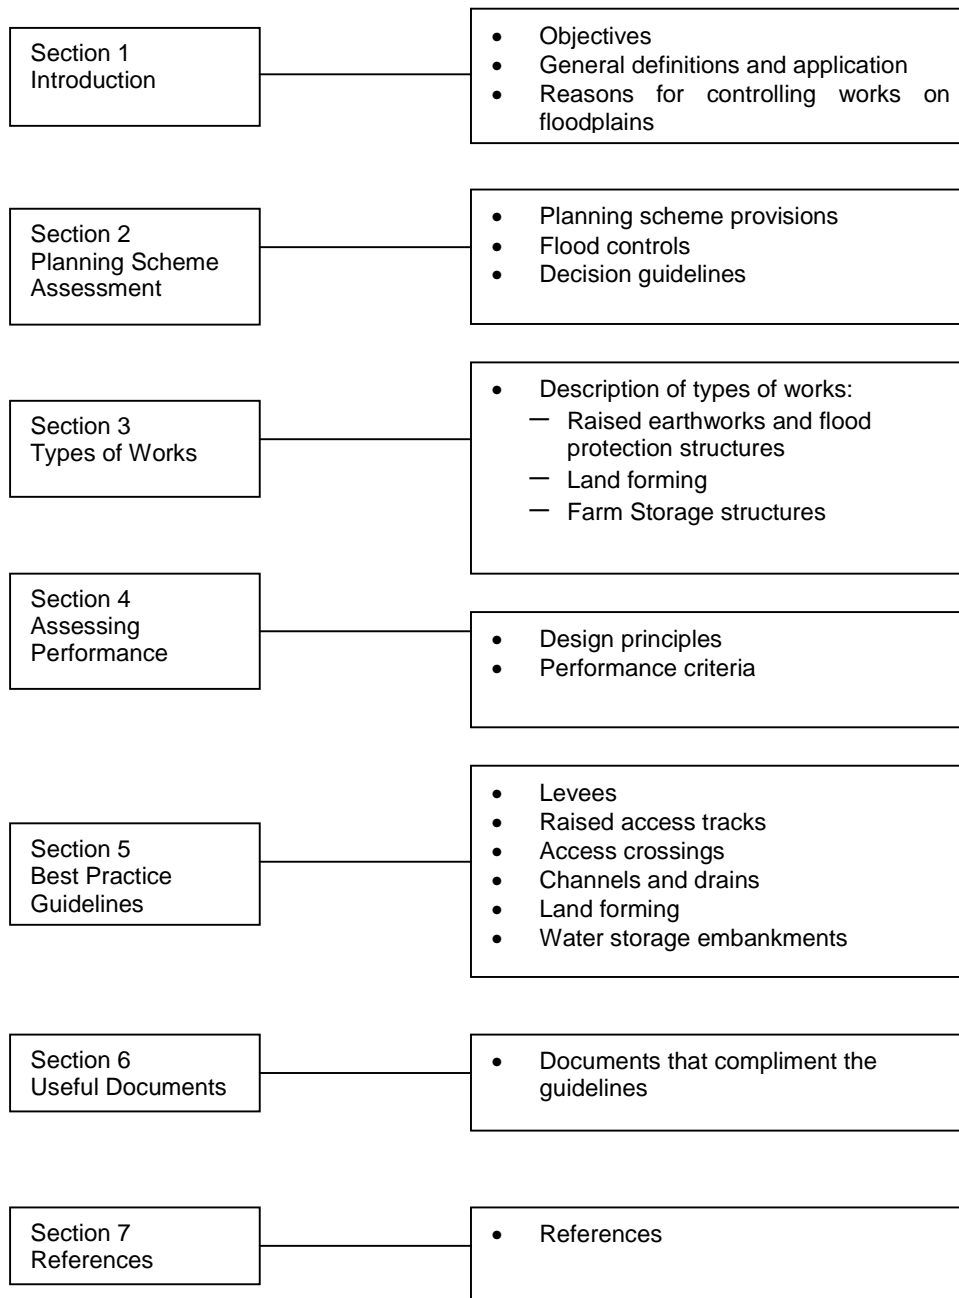 Section 1
Introduction
• Objectives
• General definitions and application
• Reasons for controlling works on
floodplains
Section 2
Planning Scheme
Assessment
• Planning scheme provisions
• Flood controls
• Decision guidelines
Section 3
Types of Works
• Description of types of works:
– Raised earthworks and flood
protection structures
– Land forming
– Farm Storage structures
Section 4
Assessing
Performance
• Design principles
• Performance criteria
Section 5
Best Practice
Guidelines
• Levees
• Raised access tracks
• Access crossings
• Channels and drains
• Land forming
• Water storage embankments
Section 6
Useful Documents
• Documents that compliment the
guidelines
Section 7
References
• References